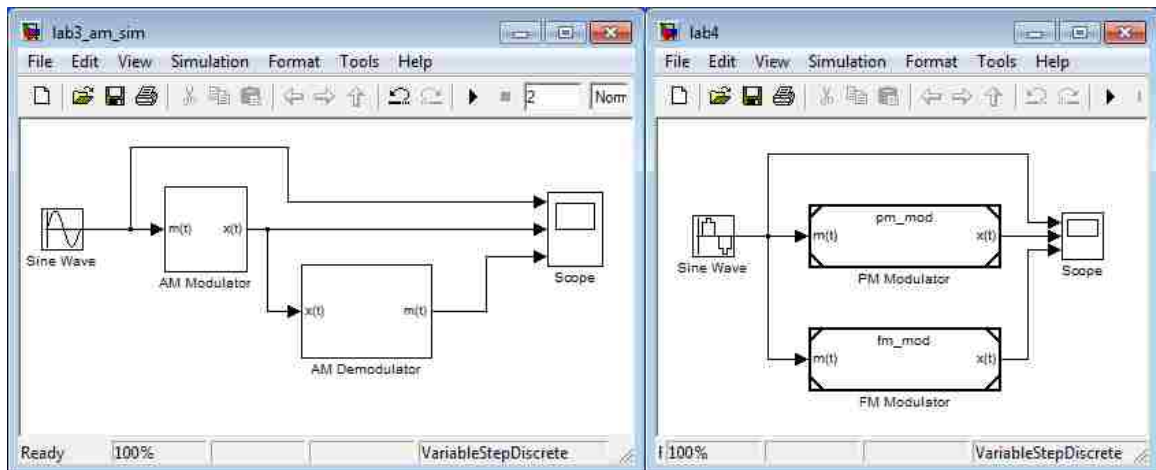 lab3_am_sim
File Edit View Simulation Format Tools Help
2 Norm
Sine Wave
m(t) x(t)
AM Modulator
x(t) m(t)
AM Demodulator
Scope
Ready 100% VariableStepDiscrete
lab4
File Edit View Simulation Format Tools Help
Sine Wave
pm_mod
m(t) x(t)
PM Modulator
fm_mod
m(t) x(t)
FM Modulator
Scope
100% VariableStepDiscrete